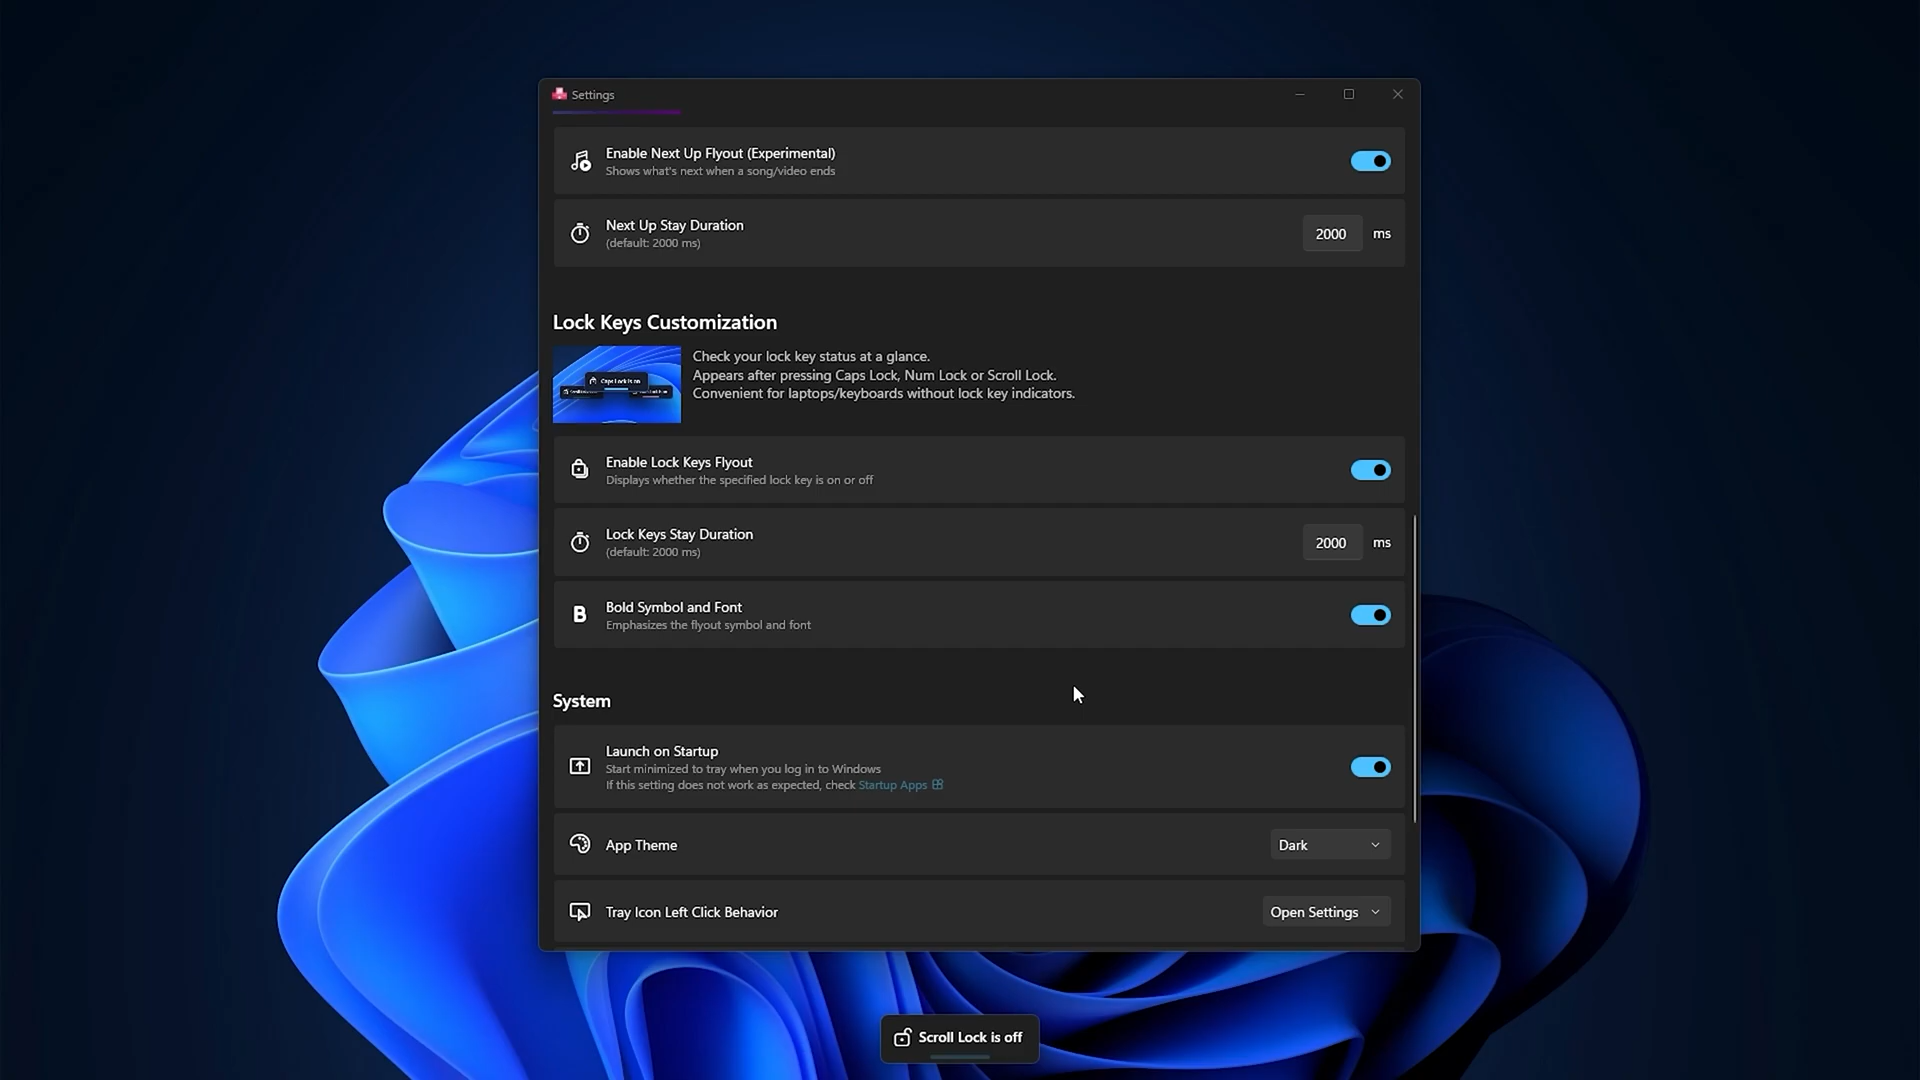 Settings
Enable Next Up Flyout (Experimental)
Shows what's next when a song/video ends
Next Up Stay Duration
(default: 2000 ms)
2000 ms
Lock Keys Customization
Caps Lock is on
Check your lock key status at a glance.
Appears after pressing Caps Lock, Num Lock or Scroll Lock.
Convenient for laptops/keyboards without lock key indicators.
Enable Lock Keys Flyout
Displays whether the specified lock key is on or off
Lock Keys Stay Duration
(default: 2000 ms)
2000 ms
B
Bold Symbol and Font
Emphasizes the flyout symbol and font
System
Launch on Startup
Start minimized to tray when you log in to Windows
If this setting does not work as expected, check Startup Apps
App Theme
Dark
Tray Icon Left Click Behavior
Open Settings
Scroll Lock is off